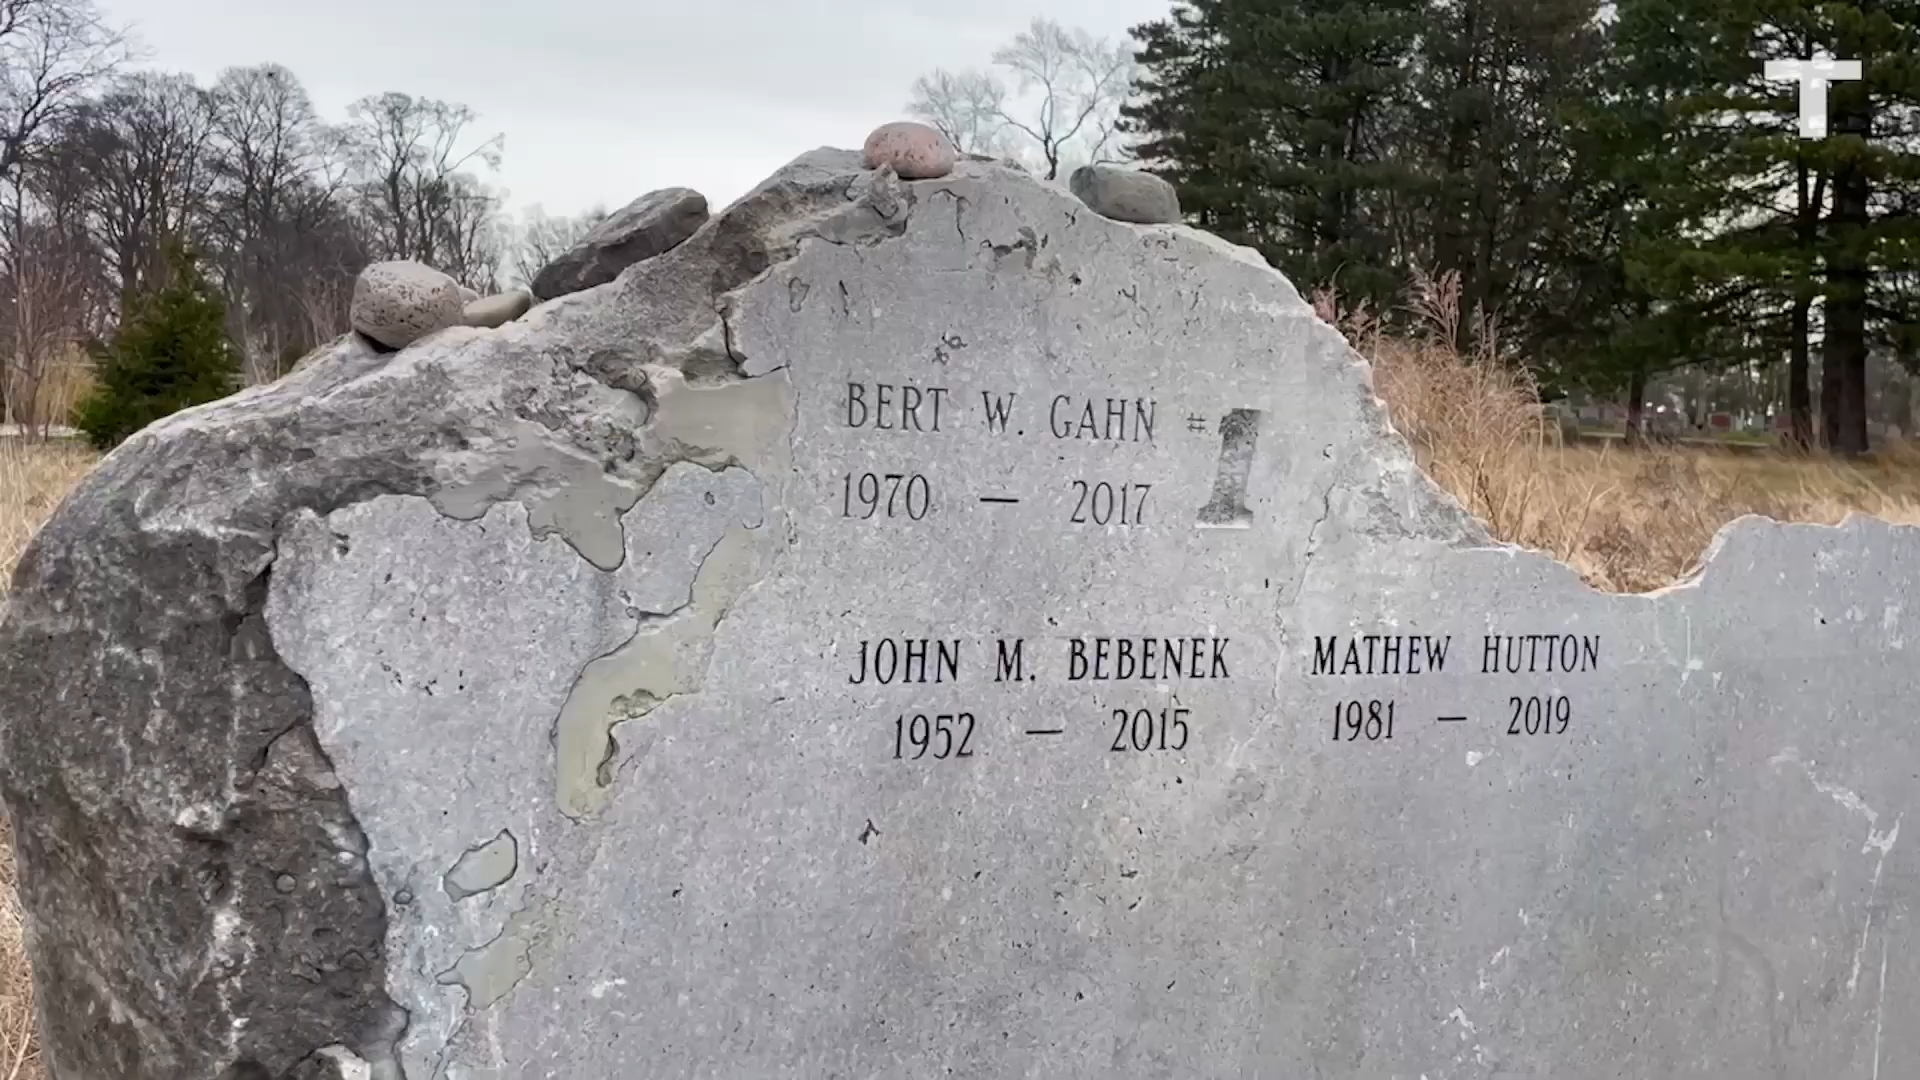 T
BERT W. GAHN #1
1970 — 2017
JOHN M. BEBENEK
1952 — 2015
MATHEW HUTTON
1981 — 2019